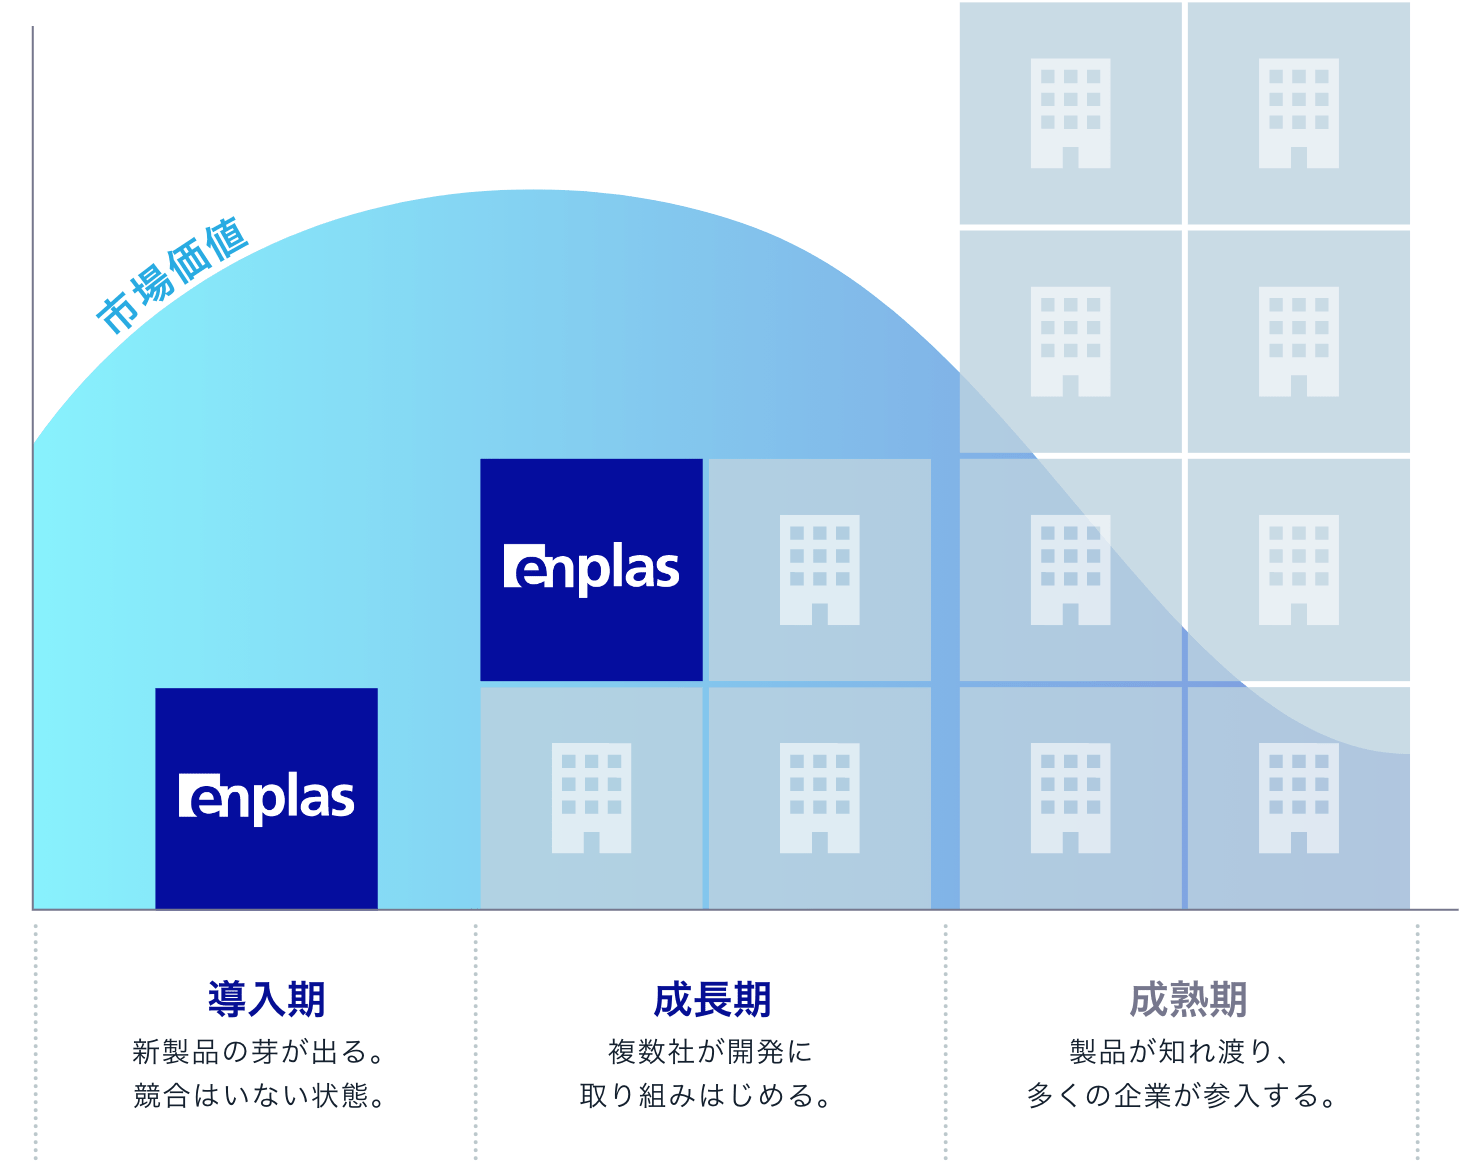 市場価値
enplas
enplas
導入期
新製品の芽が出る。
競合はいない状態。
成長期
複数社が開発に
取り組みはじめる。
成熟期
製品が知れ渡り、
多くの企業が参入する。